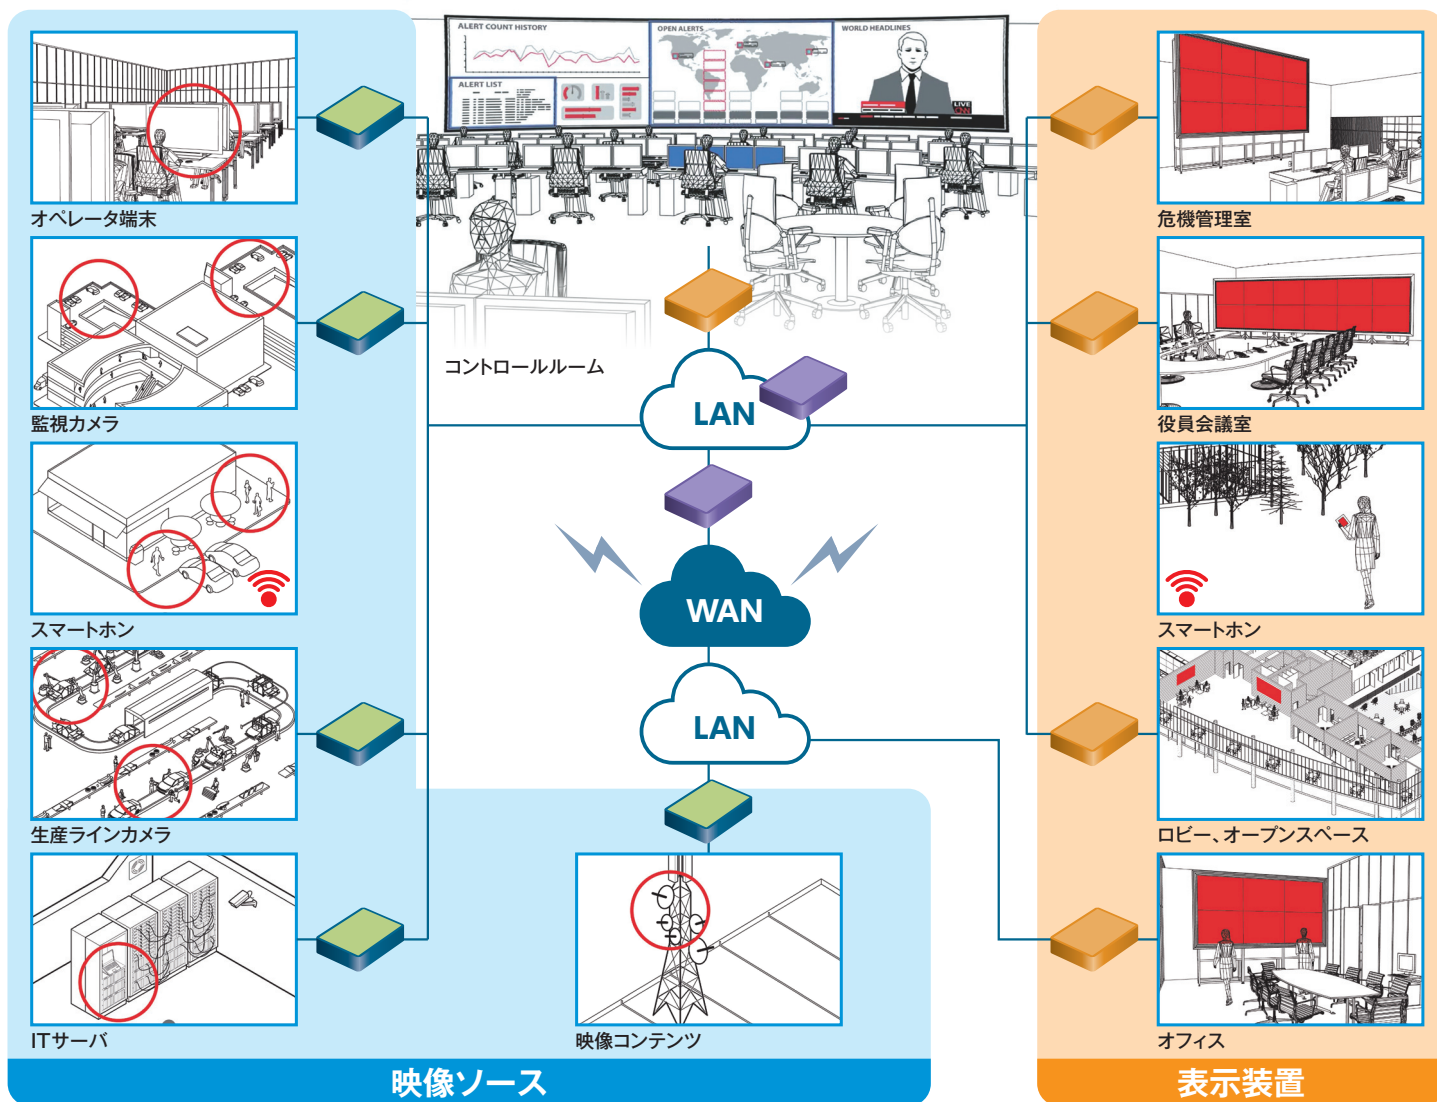 ALERT COUNT HISTORY
OPEN ALERTS
WORLD HEADLINES
ALERT LIST
LIVE
オペレータ端末
監視カメラ
スマートホン
生産ラインカメラ
ITサーバ
コントロールルーム
LAN
WAN
LAN
映像コンテンツ
危機管理室
役員会議室
スマートホン
ロビー、オープンスペース
オフィス
映像ソース
表示装置